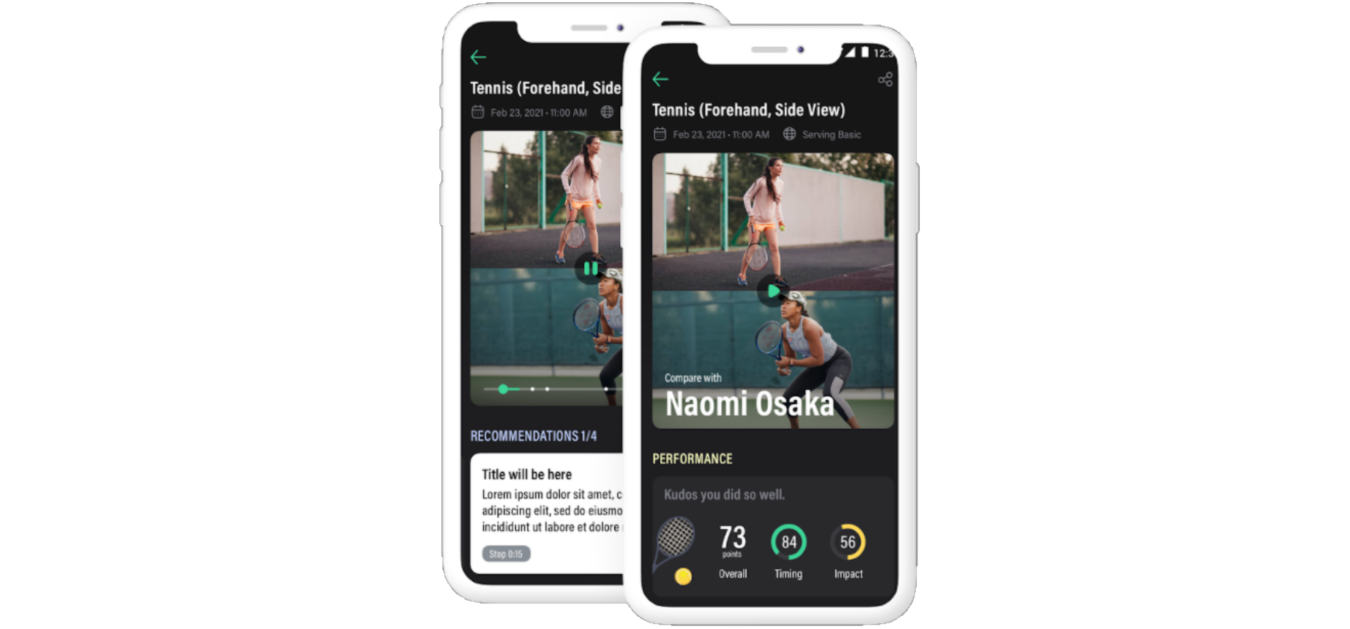 Tennis (Forehand, Side
Feb 23, 2021 - 11:00 AM
RECOMMENDATIONS 1/4
Title will be here
Lorem ipsum dolor sit amet, c
adipiscing elit, sed do eiusmo
incididunt ut labore et dolore
Step 0:15
12:3
Tennis (Forehand, Side View)
Feb 23, 2021 - 11:00 AM Serving Basic
Compare with
Naomi Osaka
PERFORMANCE
Kudos you did so well.
73 84 56
points
Overall Timing Impact